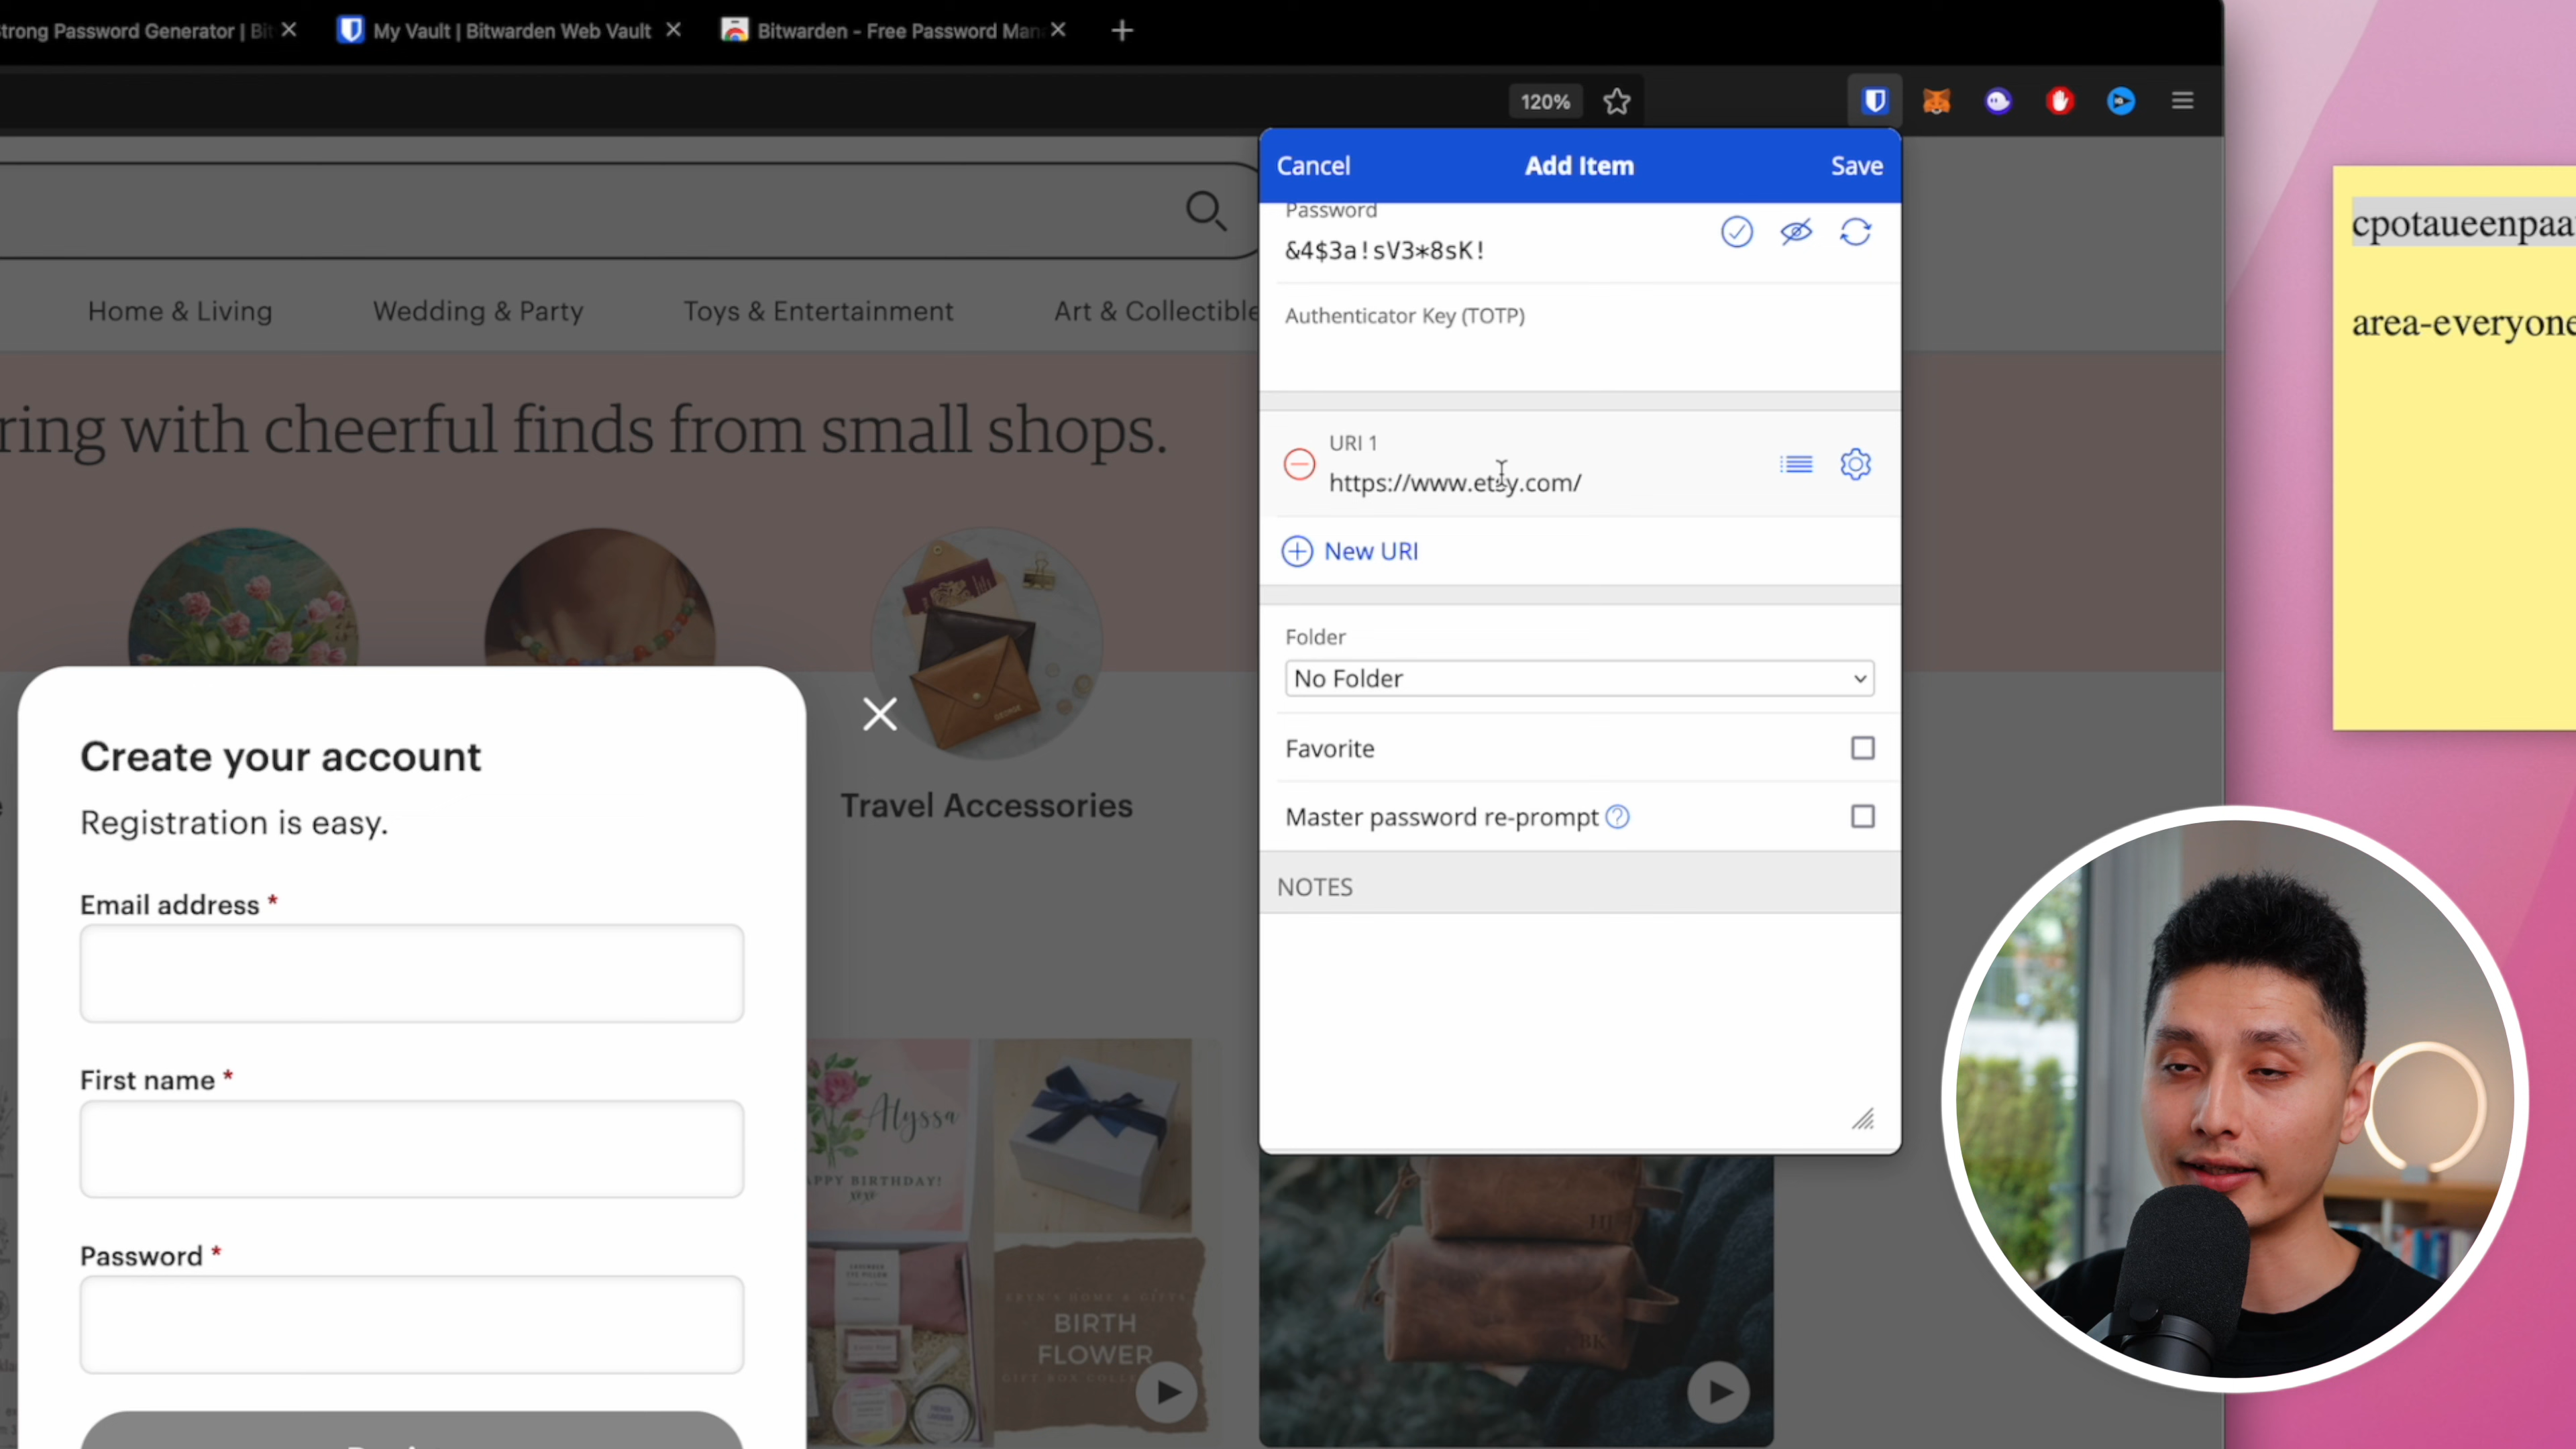 trong Password Generator | Bit
My Vault | Bitwarden Web Vault
Bitwarden - Free Password Man
120%
Cancel
Add Item
Save
Password
&4$3a!sV3*8sK!
Authenticator Key (TOTP)
URI 1
https://www.etsy.com/
New URI
Folder
No Folder
Favorite
Master password re-prompt
NOTES
cpotaueenpaa
area-everyone
Home & Living
Wedding & Party
Toys & Entertainment
Art & Collectible
ring with cheerful finds from small shops.
Travel Accessories
Create your account
Registration is easy.
Email address *
First name *
Password *
Alyssa
PPY BIRTHDAY!
BIRTH
FLOWER